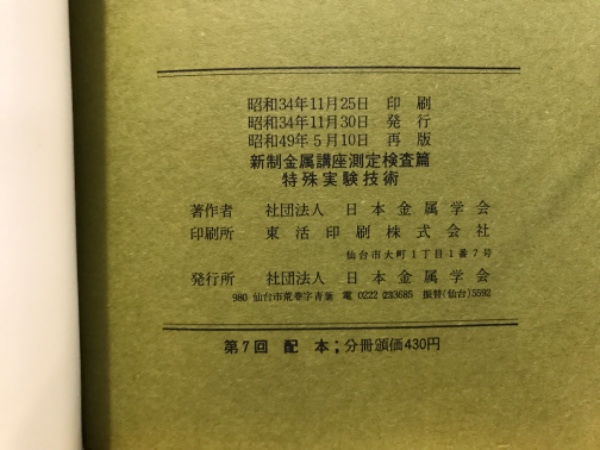 昭和34年11月25日 印刷
昭和34年11月30日 発行
昭和49年5月10日 再版
新制金属講座測定検査篇
特殊実験技術
著作者 社団法人 日本金属学会
印刷所 東活印刷株式会社
仙台市大町1丁目1番7号
発行所 社団法人 日本金属学会
980 仙台市荒巻字青葉 電 0222 (23)3685 振替(仙台)5592
第7回 配本; 分冊頒価430円